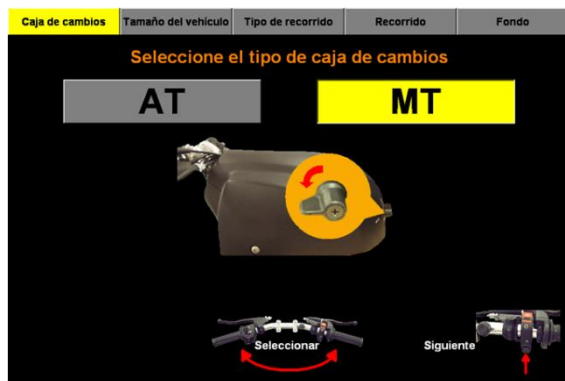 Caja de cambios
Tamaño del vehículo
Tipo de recorrido
Recorrido
Fondo
Seleccione el tipo de caja de cambios
AT
MT
Seleccionar
Siguiente